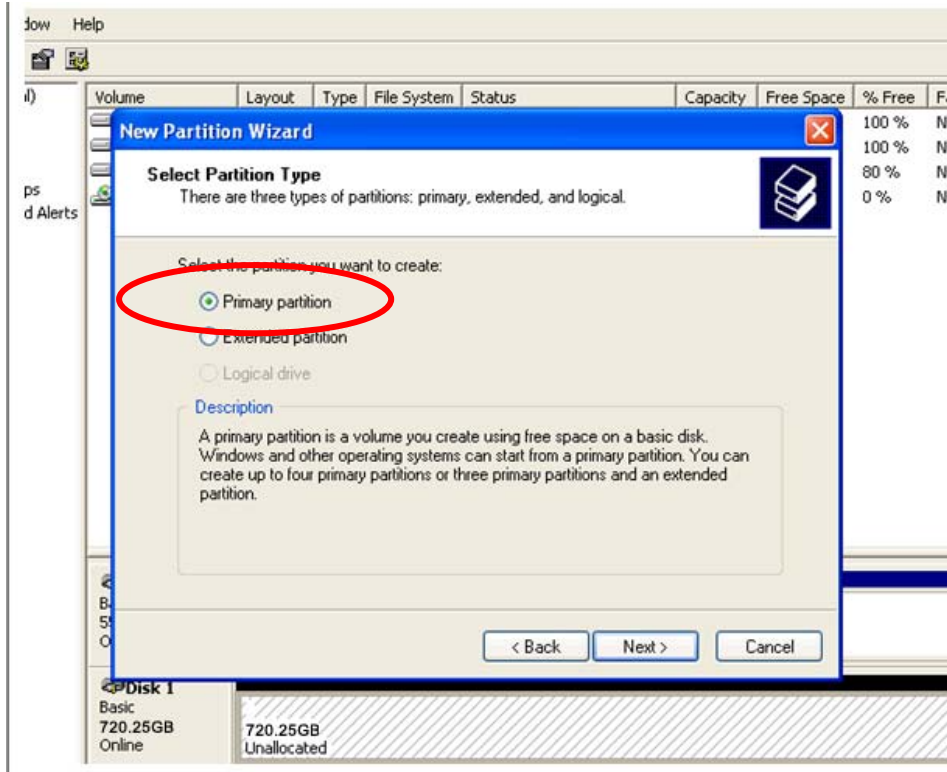 dow Help
al)
Volume Layout Type File System Status Capacity Free Space % Free F
New Partition Wizard
100 % N
100 % N
Select Partition Type
80 % N
ps
There are three types of partitions: primary, extended, and logical.
0 % N
d Alerts
Select the partition you want to create:
Primary partition
Extended partition
Logical drive
Description
A primary partition is a volume you create using free space on a basic disk.
Windows and other operating systems can start from a primary partition. You can
create up to four primary partitions or three primary partitions and an extended
partition.
B
5
O
< Back Next > Cancel
Disk 1
Basic
720.25GB
Online
720.25GB
Unallocated